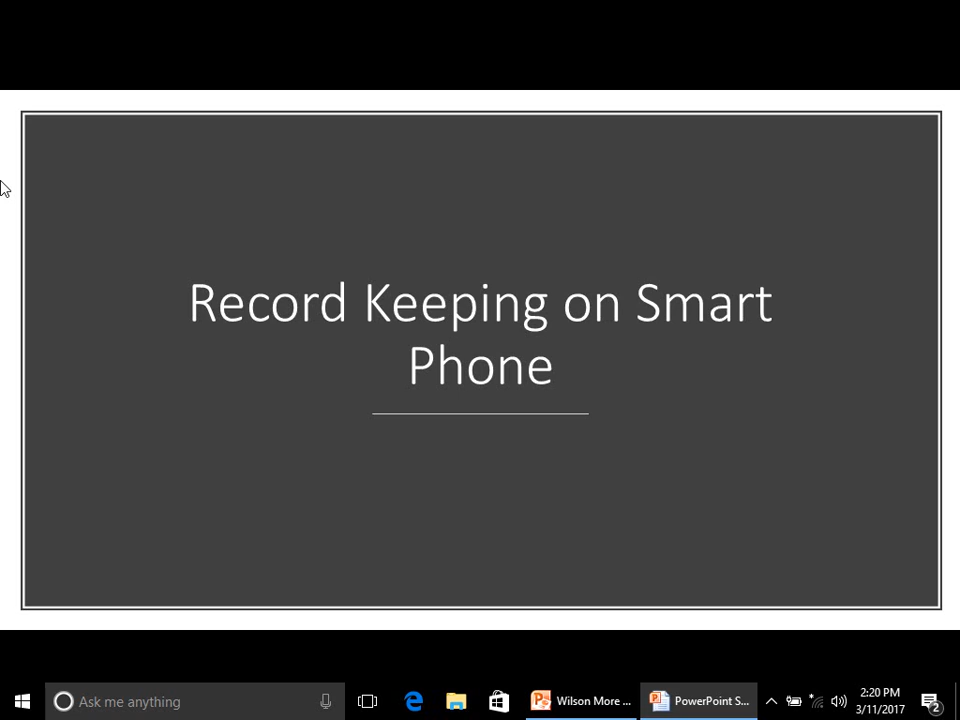 Record Keeping on Smart
Phone
Ask me anything
Wilson More ...
PowerPoint S...
2:20 PM
3/11/2017
2